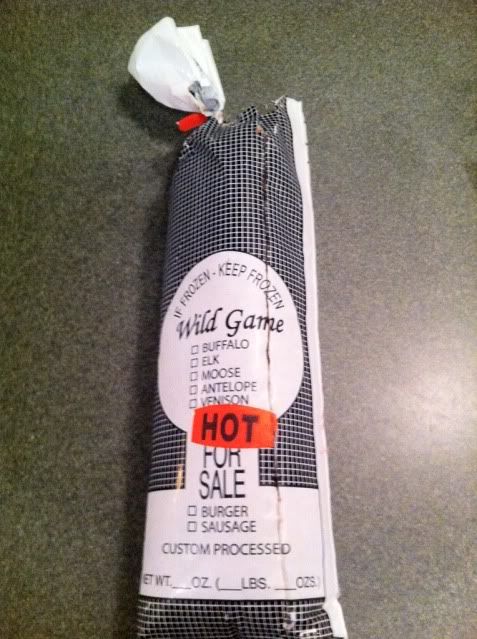 IF FROZEN - KEEP FROZEN
Wild Game
□ BUFFALO
□ ELK
□ MOOSE
□ ANTELOPE
□ VENISON
HOT
FOR
SALE
□ BURGER
□ SAUSAGE
CUSTOM PROCESSED
NET WT.___OZ. (___LBS. ___OZS.)